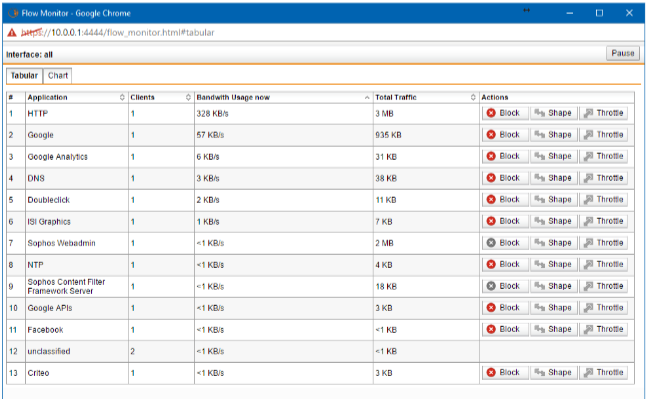 Flow Monitor - Google Chrome
https://10.0.0.1:4444/flow_monitor.html#tabular
Interface: all Pause
Tabular Chart
# Application Clients Bandwith Usage now Total Traffic Actions
1 HTTP 1 328 KB/s 3 MB Block Shape Throttle
2 Google 1 57 KB/s 935 KB Block Shape Throttle
3 Google Analytics 1 6 KB/s 31 KB Block Shape Throttle
4 DNS 1 3 KB/s 38 KB Block Shape Throttle
5 Doubleclick 1 2 KB/s 11 KB Block Shape Throttle
6 ISI Graphics 1 1 KB/s 7 KB Block Shape Throttle
7 Sophos Webadmin 1 <1 KB/s 2 MB Block Shape Throttle
8 NTP 1 <1 KB/s 4 KB Block Shape Throttle
9 Sophos Content Filter Framework Server 1 <1 KB/s 18 KB Block Shape Throttle
10 Google APIs 1 <1 KB/s 3 KB Block Shape Throttle
11 Facebook 1 <1 KB/s <1 KB Block Shape Throttle
12 unclassified 2 <1 KB/s <1 KB
13 Criteo 1 <1 KB/s 3 KB Block Shape Throttle